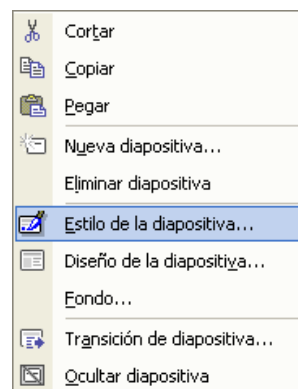 Cortar
Copiar
Pegar
Nueva diapositiva...
Eliminar diapositiva
Estilo de la diapositiva...
Diseño de la diapositiva...
Fondo...
Transición de diapositiva...
Ocultar diapositiva